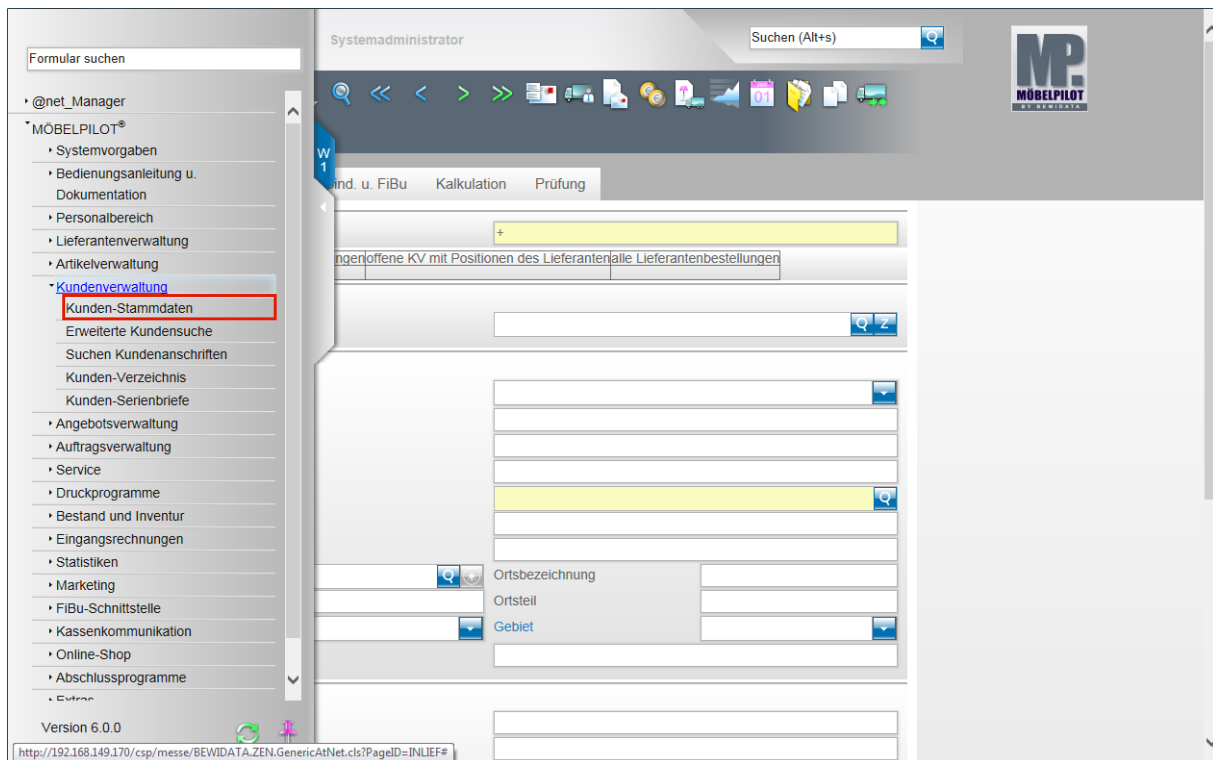 Formular suchen
Systemadministrator
Suchen (Alt+s)
MP.
MÖBELPILOT
BY BEWIDATA
@net_Manager
MÖBELPILOT®
Systemvorgaben
Bedienungsanleitung u.
Dokumentation
Personalbereich
Lieferantenverwaltung
Artikelverwaltung
Kundenverwaltung
Kunden-Stammdaten
Erweiterte Kundensuche
Suchen Kundenanschriften
Kunden-Verzeichnis
Kunden-Serienbriefe
Angebotsverwaltung
Auftragsverwaltung
Service
Druckprogramme
Bestand und Inventur
Eingangsrechnungen
Statistiken
Marketing
FiBu-Schnittstelle
Kassenkommunikation
Online-Shop
Abschlussprogramme
Extras
Version 6.0.0
http://192.168.149.170/csp/messe/BEWIDATA.ZEN.GenericAtNet.cls?PageID=INLIEF#
W
1
01
u. FiBu Kalkulation Prüfung
+
offene KV mit Positionen des Lieferanten alle Lieferantenbestellungen
Z
Ortsbezeichnung
Ortsteil
Gebiet